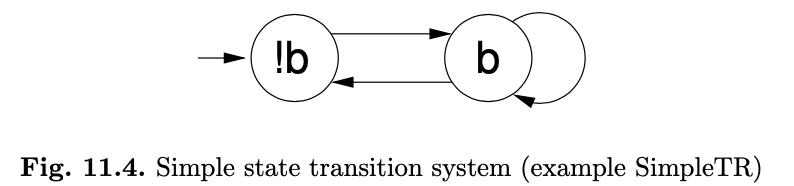 !b b
Fig. 11.4. Simple state transition system (example SimpleTR)